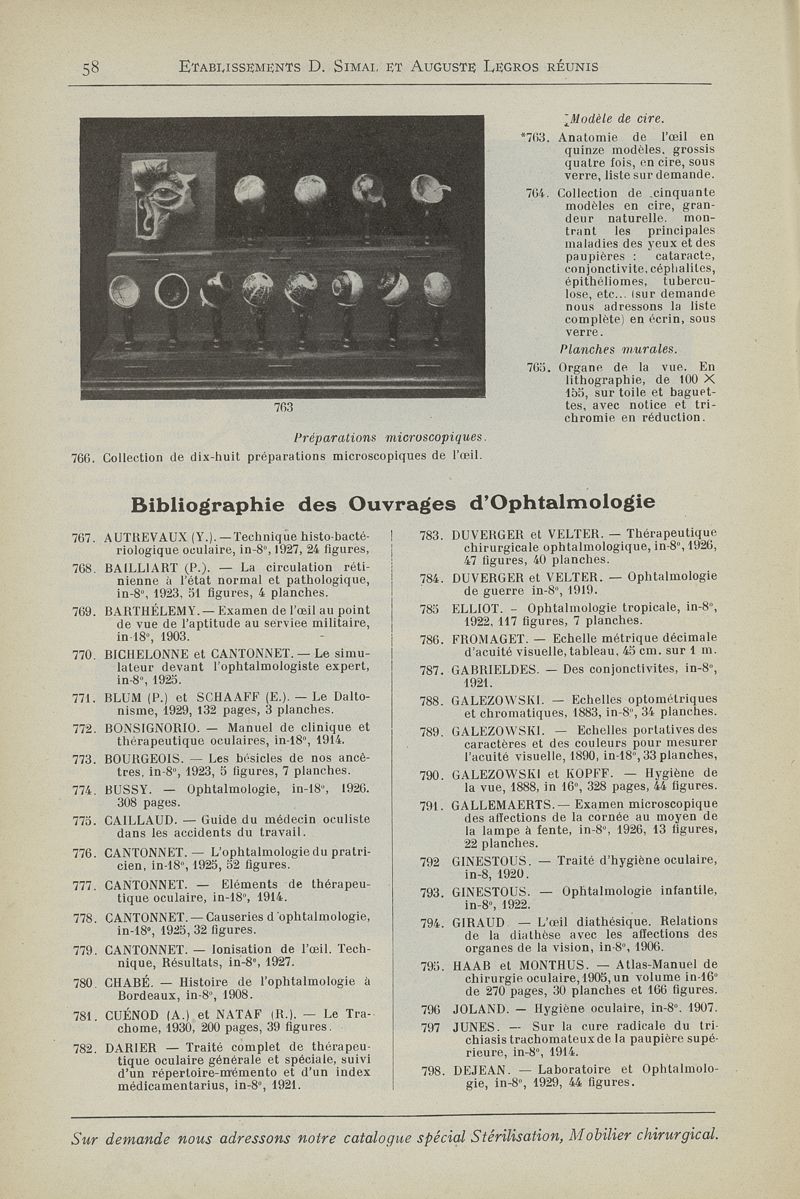 58 ETABLISSEMENTS D. SIMAL ET AUGUSTE LEGROS RÉUNIS
Modèle de cire.
*763. Anatomie de l'œil en
quinze modèles. grossis
quatre fois, en cire, sous
verre, liste sur demande.
764. Collection de cinquante
modèles en cire, gran-
deur naturelle. mon-
trant les principales
maladies des yeux et des
paupières : cataracte,
conjonctivite, céphalites,
épithéliomes, tubercu-
lose, etc... (sur demande
nous adressons la liste
complète) en écrin, sous
verre.
Planches murales.
765. Organe de la vue. En
lithographie, de 100 X
155, sur toile et baguet-
tes, avec notice et tri-
chromie en réduction.
763
Préparations microscopiques.
766. Collection de dix-huit préparations microscopiques de l'œil.
Bibliographie des Ouvrages d'Ophtalmologie
767. AUTREVAUX (Y.). — Technique histo-bacté-
riologique oculaire, in-8°, 1927, 24 figures,
768. BAILLIART (P.). — La circulation réti-
nienne à l'état normal et pathologique,
in-8°, 1923, 51 figures, 4 planches.
769. BARTHÉLEMY. — Examen de l'œil au point
de vue de l'aptitude au serviee militaire,
in-18°, 1903.
770. BICHELONNE et CANTONNET. — Le simu-
lateur devant l'ophtalmologiste expert,
in-8°, 1925.
771. BLUM (P.) et SCHAAFF (E.). — Le Dalto-
nisme, 1929, 132 pages, 3 planches.
772. BONSIGNORIO. — Manuel de clinique et
thérapeutique oculaires, in-18°, 1914.
773. BOURGEOIS. — Les bésicles de nos ancê-
tres, in-8°, 1923, 5 figures, 7 planches.
774. BUSSY. — Ophtalmologie, in-18°, 1926.
308 pages.
775. CAILLAUD. — Guide du médecin oculiste
dans les accidents du travail.
776. CANTONNET. — L'ophtalmologie du pratri-
cien, in-18°, 1925, 52 figures.
777. CANTONNET. — Eléments de thérapeu-
tique oculaire, in-18°, 1914.
778. CANTONNET. — Causeries d'ophtalmologie,
in-18°, 1925, 32 figures.
779. CANTONNET. — Ionisation de l'œil. Tech-
nique, Résultats, in-8°, 1927.
780. CHABÉ. — Histoire de l'ophtalmologie à
Bordeaux, in-8°, 1908.
781. CUÉNOD (A.) et NATAF (R.). — Le Tra-
chome, 1930, 200 pages, 39 figures.
782. DARIER — Traité complet de thérapeu-
tique oculaire générale et spéciale, suivi
d'un répertoire-mémento et d'un index
médicamentarius, in-8°, 1921.
783. DUVERGER et VELTER. — Thérapeutique
chirurgicale ophtalmologique, in-8°, 1926,
47 figures, 40 planches.
784. DUVERGER et VELTER. — Ophtalmologie
de guerre in-8°, 1919.
785 ELLIOT. - Ophtalmologie tropicale, in-8°,
1922, 117 figures, 7 planches.
786. FROMAGET. — Echelle métrique décimale
d'acuité visuelle, tableau, 45 cm. sur 1 m.
787. GABRIELDES. — Des conjonctivites, in-8°,
1921.
788. GALEZOWSKI. — Echelles optométriques
et chromatiques, 1883, in-8°, 34 planches.
789. GALEZOWSKI. — Echelles portatives des
caractères et des couleurs pour mesurer
l'acuité visuelle, 1890, in-18°, 33 planches,
790. GALEZOWSKI et KOPFF. — Hygiène de
la vue, 1888, in 16°, 328 pages, 44 figures.
791. GALLEMAERTS. — Examen microscopique
des affections de la cornée au moyen de
la lampe à fente, in-8°, 1926, 13 figures,
22 planches.
792 GINESTOUS. — Traité d'hygiène oculaire,
in-8, 1920.
793. GINESTOUS. — Ophtalmologie infantile,
in-8°, 1922.
794. GIRAUD — L'œil diathésique. Relations
de la diathèse avec les affections des
organes de la vision, in-8°, 1906.
795. HAAB et MONTHUS. — Atlas-Manuel de
chirurgie oculaire, 1905, un volume in-16°
de 270 pages, 30 planches et 166 figures.
796 JOLAND. — Hygiène oculaire, in-8°. 1907.
797 JUNES. — Sur la cure radicale du tri-
chiasis trachomateux de la paupière supé-
rieure, in-8°, 1914.
798. DEJEAN. — Laboratoire et Ophtalmolo-
gie, in-8°, 1929, 44 figures.
Sur demande nous adressons notre catalogue spécial Stérilisation, Mobilier chirurgical.